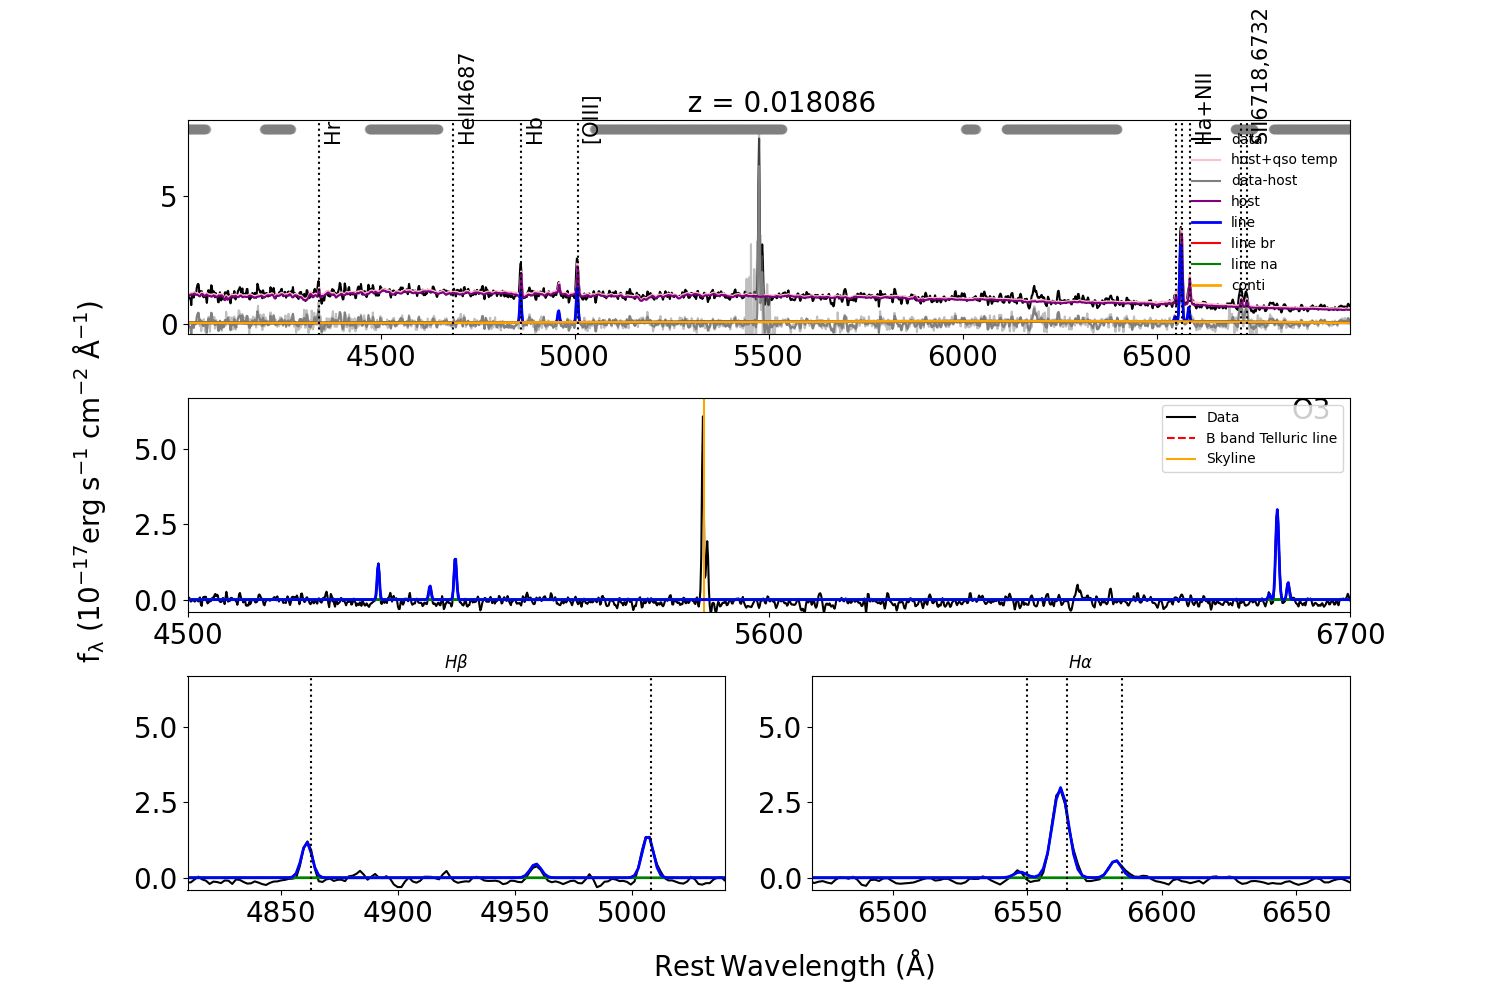 z = 0.018086
Hr
HeII4687
Hb
[OIII]
Ha+NII
SII6718,6732
data
host+qso temp
data-host
host
line
line br
line na
conti
5
0
4500 5000 5500 6000 6500
O3
Data
B band Telluric line
Skyline
5.0
2.5
0.0
4500 5600 6700
fλ (10⁻¹⁷erg s⁻¹ cm⁻² Å⁻¹)
Hβ
5.0
2.5
0.0
4850 4900 4950 5000
Hα
5.0
2.5
0.0
6500 6550 6600 6650
Rest Wavelength (Å)